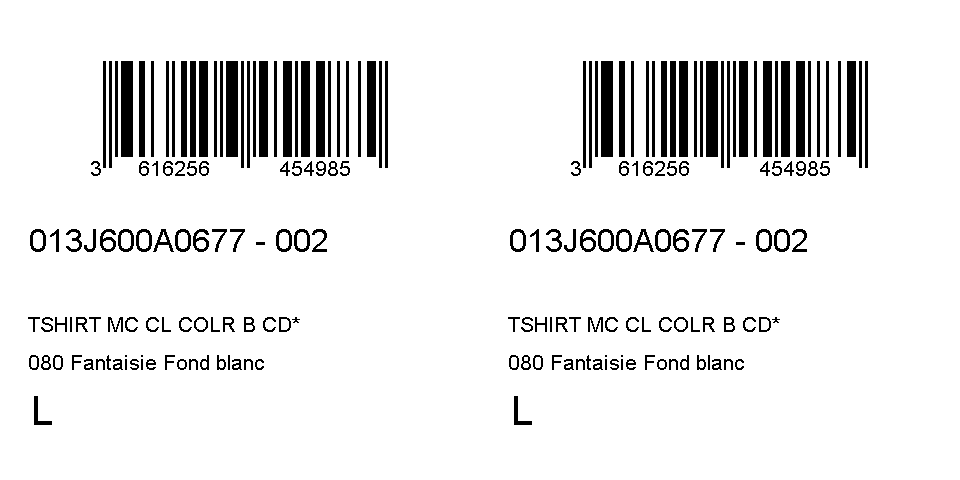 3 616256 454985
013J600A0677 - 002
TSHIRT MC CL COLR B CD*
080 Fantaisie Fond blanc
L
3 616256 454985
013J600A0677 - 002
TSHIRT MC CL COLR B CD*
080 Fantaisie Fond blanc
L